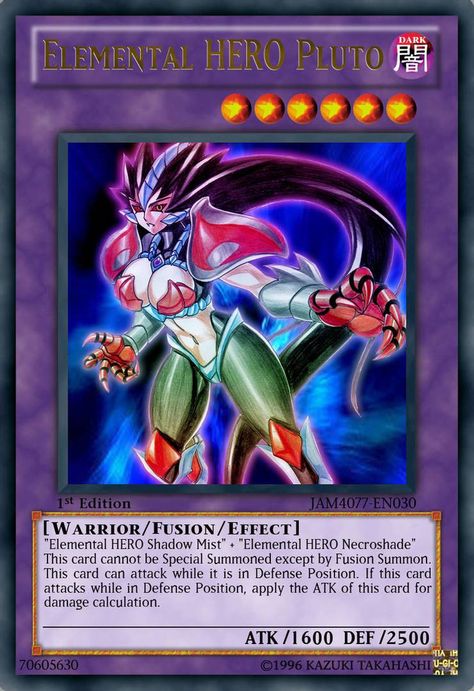 ELEMENTAL HERO PLUTO
DARK
闇
1st Edition
JAM4077-EN030
[WARRIOR/FUSION/EFFECT]
"Elemental HERO Shadow Mist" + "Elemental HERO Necroshade"
This card cannot be Special Summoned except by Fusion Summon.
This card can attack while it is in Defense Position. If this card
attacks while in Defense Position, apply the ATK of this card for
damage calculation.
ATK/1600 DEF/2500
70605630
©1996 KAZUKI TAKAHASHI